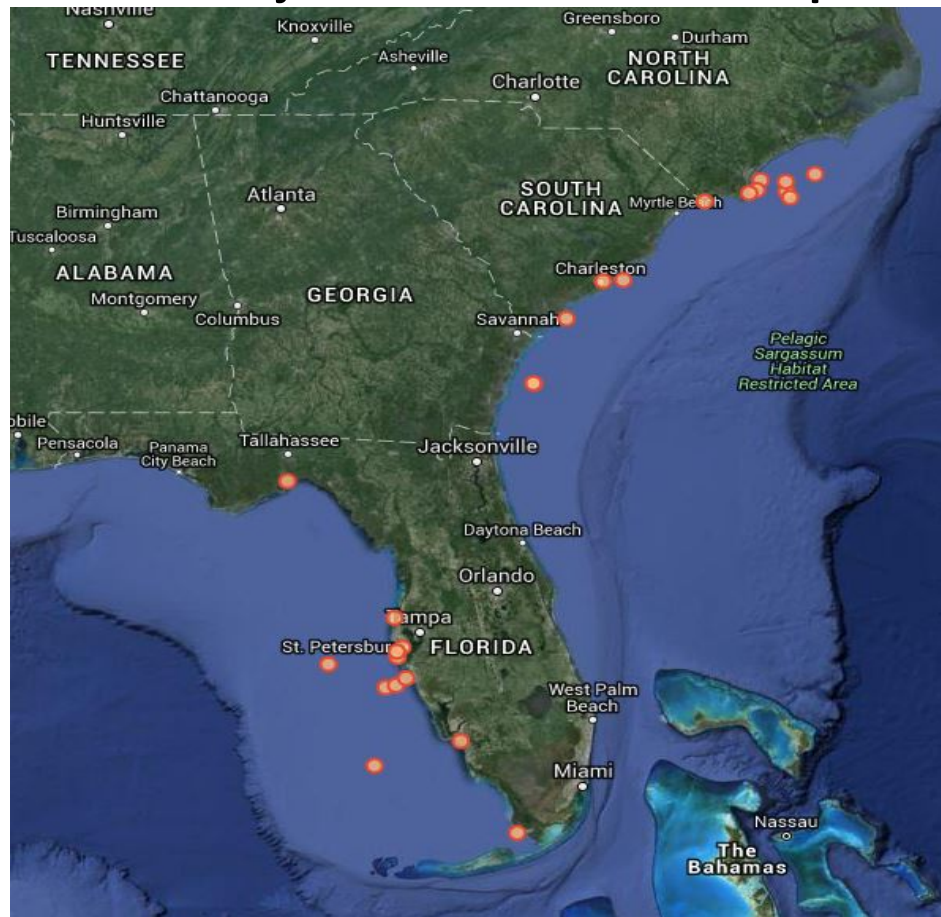 Nashville
Knoxville
Greensboro
Durham
TENNESSEE
Asheville
NORTH
CAROLINA
Charlotte
Chattanooga
Huntsville
Atlanta
SOUTH
CAROLINA
Myrtle Beach
Birmingham
Tuscaloosa
ALABAMA
Charleston
Montgomery
GEORGIA
Columbus
Savannah
Pelagic
Sargassum
Habitat
Restricted Area
obile
Pensacola
Panama
City Beach
Tallahassee
Jacksonville
Daytona Beach
Orlando
Tampa
St. Petersbur
FLORIDA
West Palm
Beach
Miami
Nassau
The
Bahamas